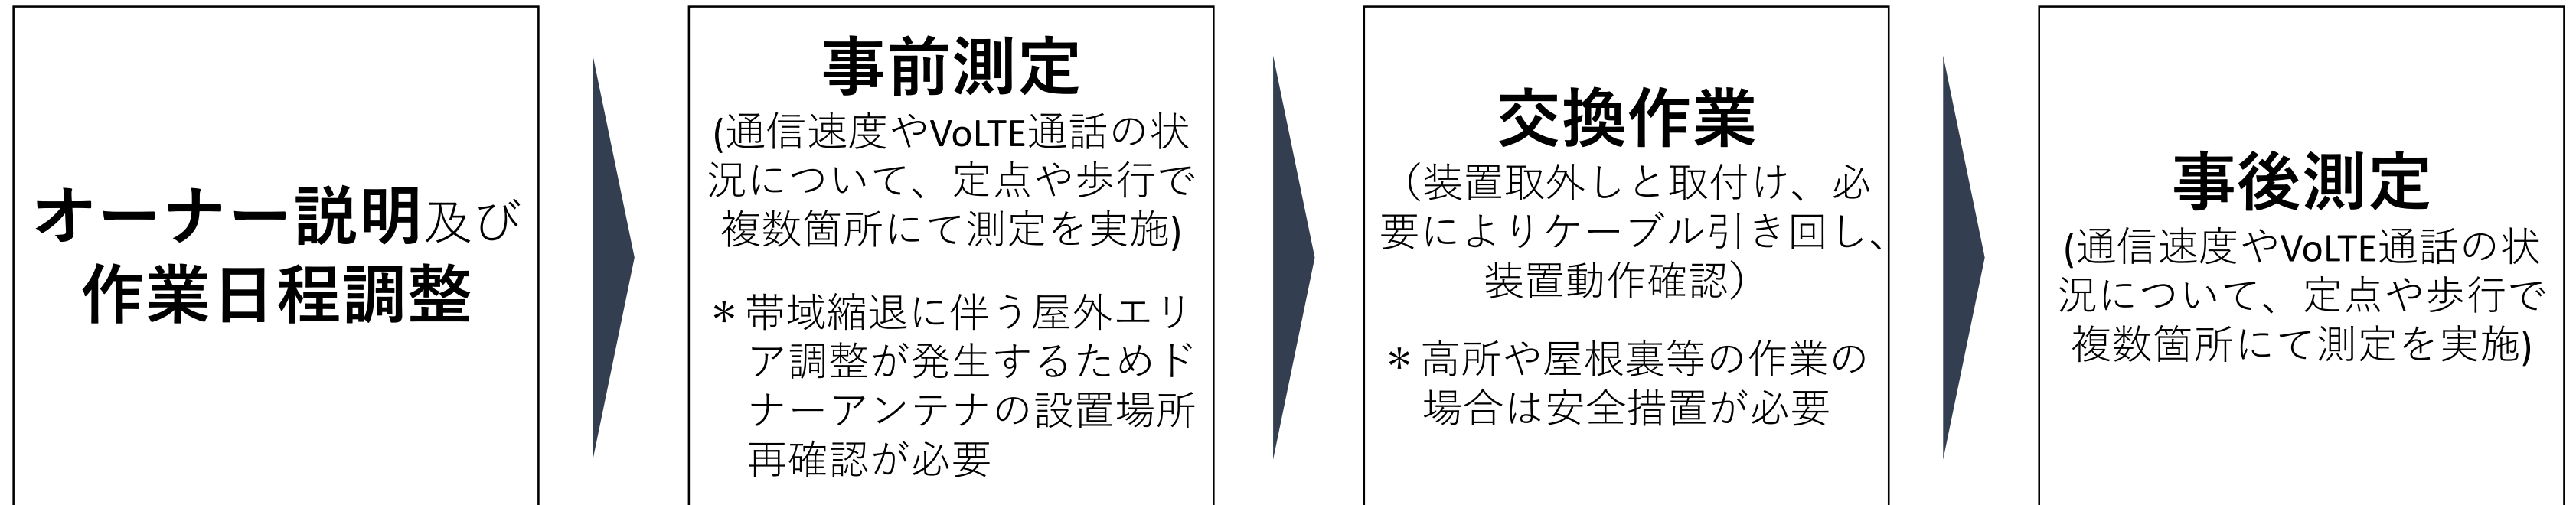 オーナー説明及び
作業日程調整
事前測定
(通信速度やVoLTE通話の状
況について、定点や歩行で
複数箇所にて測定を実施)
* 帯域縮退に伴う屋外エリ
ア調整が発生するためド
ナーアンテナの設置場所
再確認が必要
交換作業
（装置取外しと取付け、必
要によりケーブル引き回し、
装置動作確認）
* 高所や屋根裏等の作業の
場合は安全措置が必要
事後測定
(通信速度やVoLTE通話の状
況について、定点や歩行で
複数箇所にて測定を実施)